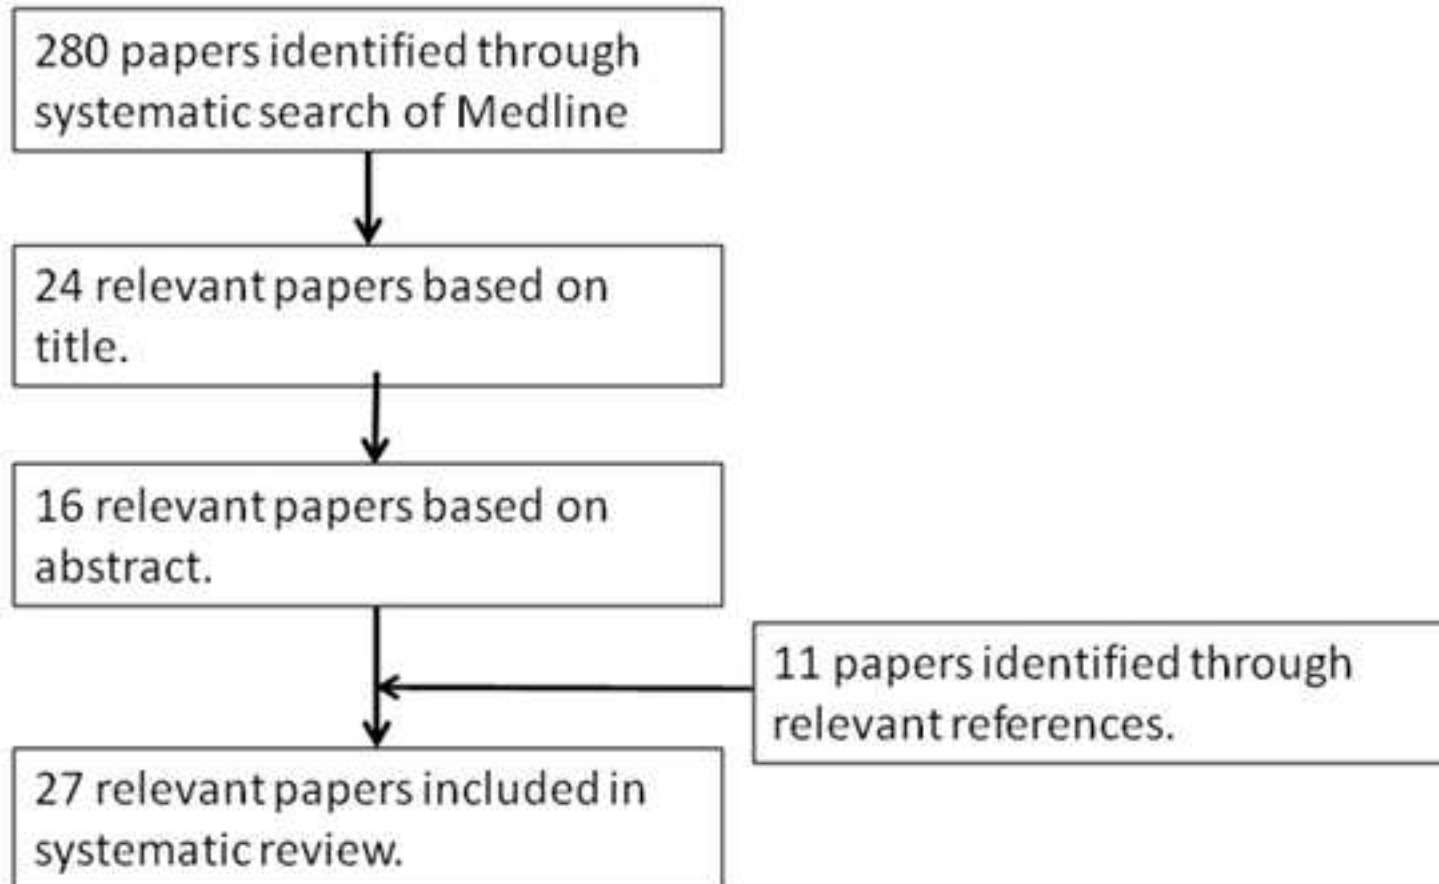 280 papers identified through
systematic search of Medline
24 relevant papers based on
title.
16 relevant papers based on
abstract.
11 papers identified through
relevant references.
27 relevant papers included in
systematic review.